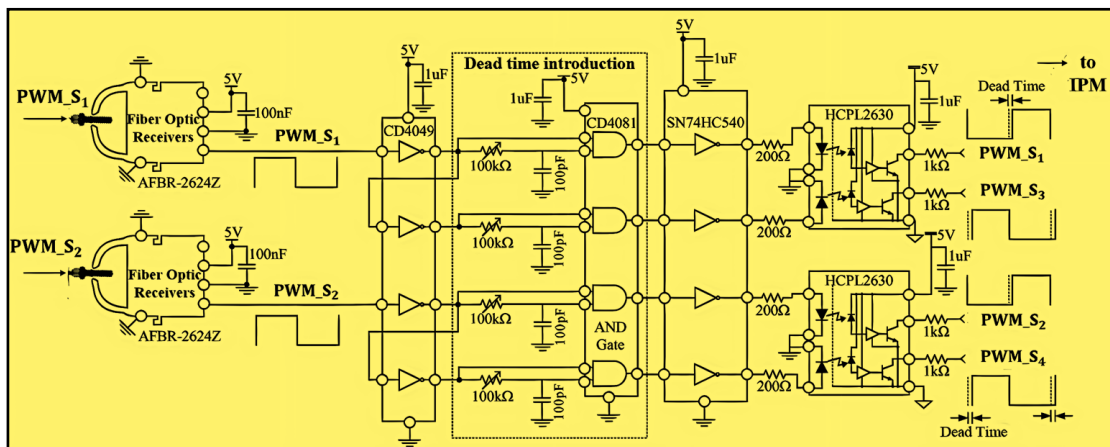 5V
5V
Dead time introduction
5V
1uF
5V
1uF
5V
1uF
to
IPM
Dead Time
PWM_S1
Fiber Optic
Receivers
5V
100nF
AFBR-2624Z
PWM_S1
CD4049
100kΩ
100pF
CD4081
SN74HC540
200Ω
HCPL2630
1uF
1kΩ
PWM_S1
1kΩ
PWM_S3
100kΩ
100pF
200Ω
PWM_S2
Fiber Optic
Receivers
5V
100nF
AFBR-2624Z
PWM_S2
100kΩ
100pF
AND
Gate
200Ω
HCPL2630
5V
1uF
1kΩ
PWM_S2
1kΩ
PWM_S4
100kΩ
100pF
200Ω
Dead Time